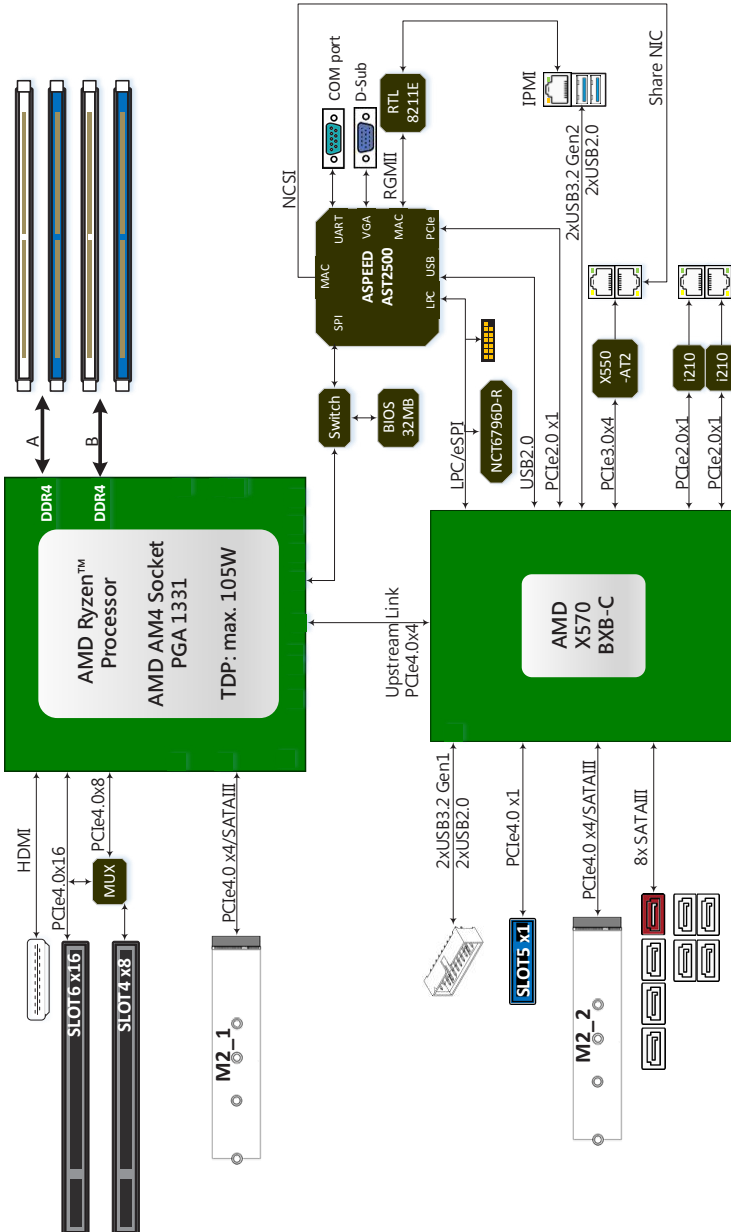 A
B
DDR4
DDR4
AMD Ryzen™
Processor
AMD AM4 Socket
PGA 1331
TDP: max. 105W
HDMI
PCIe4.0x16
PCIe4.0x8
MUX
SLOT6 x16
SLOT4 x8
PCIe4.0 x4/SATAIII
M2_1
NCSI
COM port
D-Sub
RTL
8211E
RGMII
UART
VGA
MAC
MAC
SPI
ASPEED
AST2500
PCIe
USB
LPC
Switch
BIOS
32MB
IPMI
Share NIC
2xUSB3.2 Gen2
2xUSB2.0
X550
-AT2
i210
i210
NCT6796D-R
LPC/eSPI
USB2.0
PCIe2.0 x1
PCIe3.0x4
PCIe2.0x1
PCIe2.0x1
Upstream Link
PCIe4.0x4
AMD
X570
BXB-C
2xUSB3.2 Gen1
2xUSB2.0
PCIe4.0 x1
PCIe4.0 x4/SATAIII
8x SATAIII
SLOT5 x1
M2_2